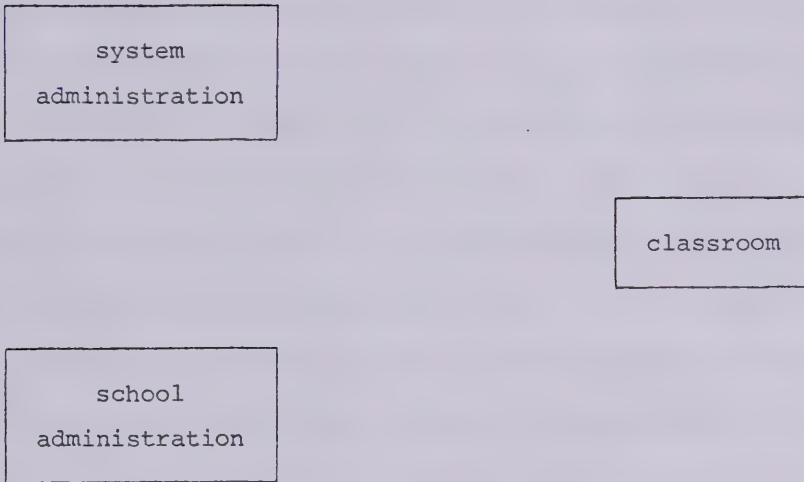 system
administration
classroom
school
administration